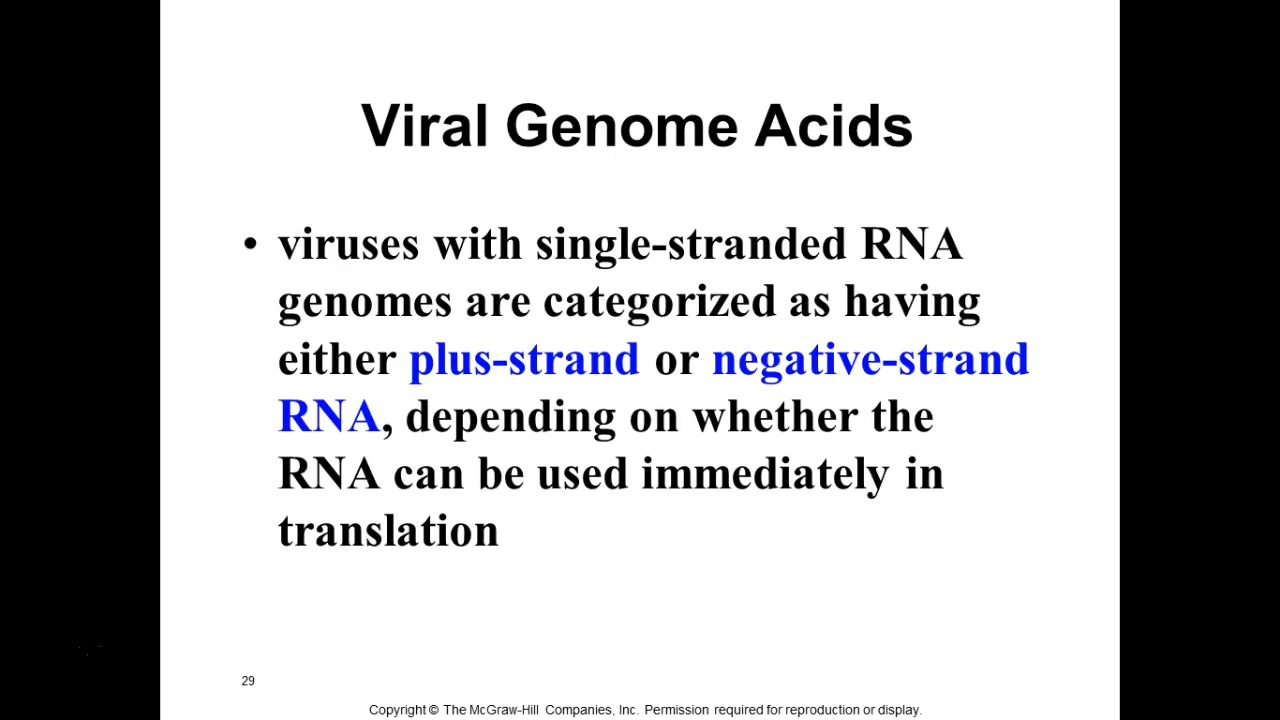 Viral Genome Acids
• viruses with single-stranded RNA
genomes are categorized as having
either plus-strand or negative-strand
RNA, depending on whether the
RNA can be used immediately in
translation
29
Copyright © The McGraw-Hill Companies, Inc. Permission required for reproduction or display.